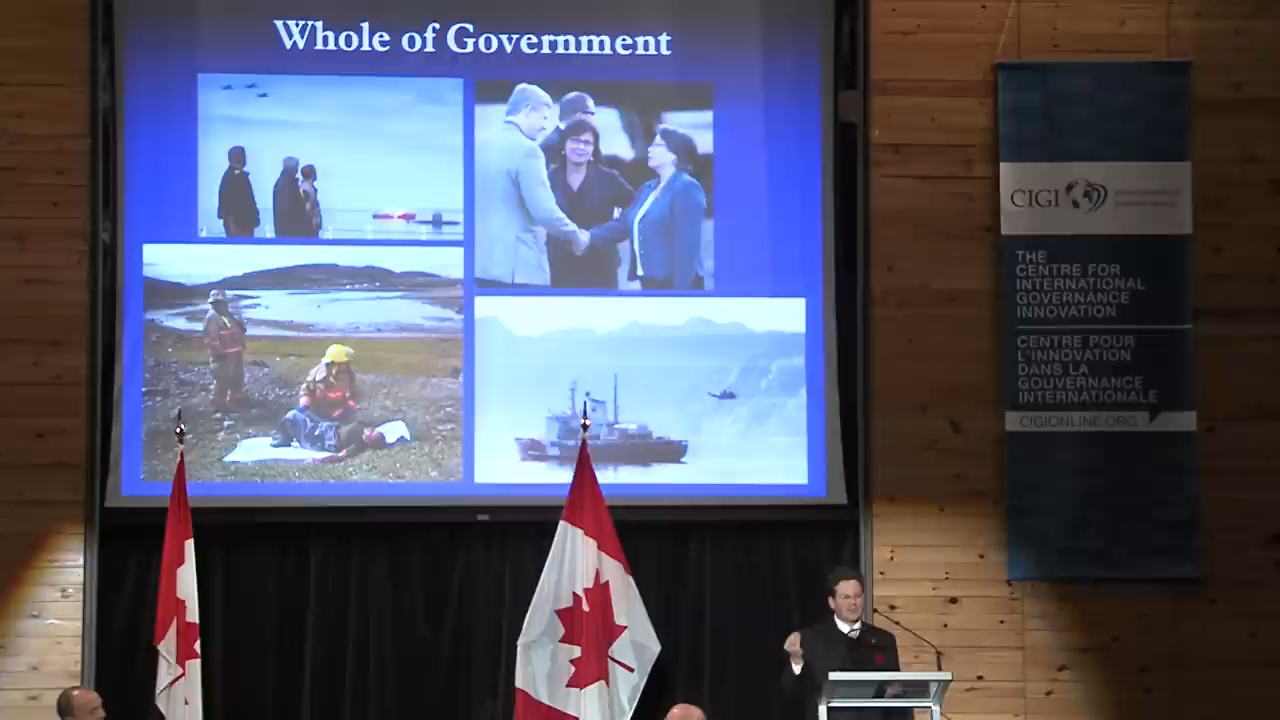 Whole of Government
CIGI
THE
CENTRE FOR
INTERNATIONAL
GOVERNANCE
INNOVATION
CENTRE POUR
L'INNOVATION
DANS LA
GOUVERNANCE
INTERNATIONALE
CIGIONLINE.ORG